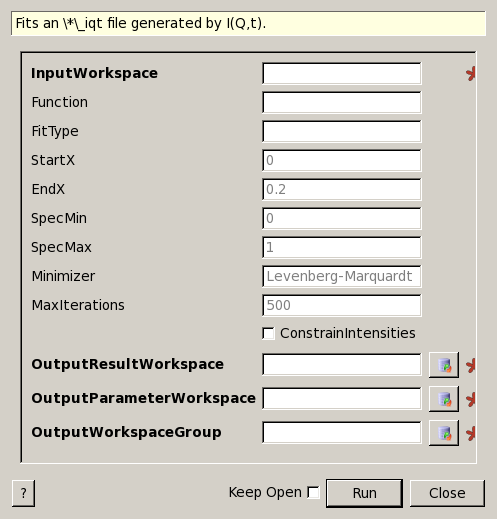 Fits an \*\_iqt file generated by I(Q,t).
InputWorkspace
Function
FitType
StartX 0
EndX 0.2
SpecMin 0
SpecMax 1
Minimizer Levenberg-Marquardt
MaxIterations 500
ConstrainIntensities
OutputResultWorkspace
OutputParameterWorkspace
OutputWorkspaceGroup
? Keep Open Run Close